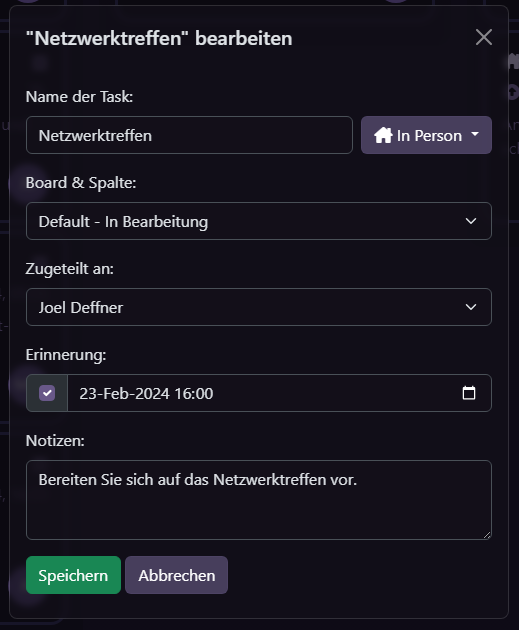 "Netzwerktreffen" bearbeiten
Name der Task:
Netzwerktreffen
In Person
Board & Spalte:
Default - In Bearbeitung
Zugeteilt an:
Joel Deffner
Erinnerung:
23-Feb-2024 16:00
Notizen:
Bereiten Sie sich auf das Netzwerktreffen vor.
Speichern Abbrechen